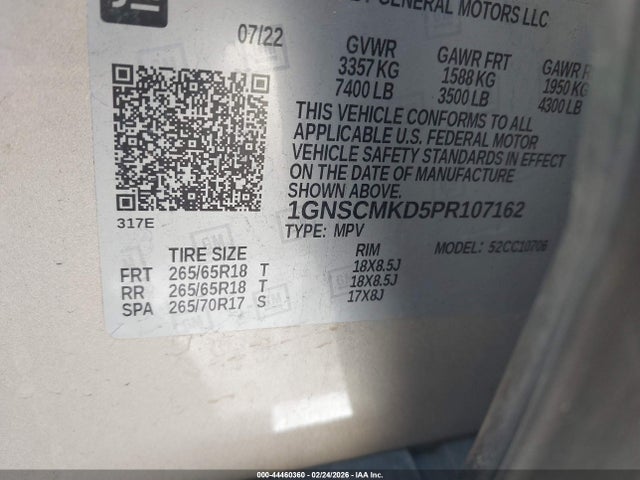 GENERAL MOTORS LLC
07/22
GVWR GAWR FRT GAWR R
3357 KG 1588 KG 1950 KG
7400 LB 3500 LB 4300 LB
THIS VEHICLE CONFORMS TO ALL
APPLICABLE U.S. FEDERAL MOTOR
VEHICLE SAFETY STANDARDS IN EFFECT
ON THE DATE OF MANUFACTURE
SHOWN ABOVE.
1GNSCMKD5PR107162
TYPE: MPV
317E
MODEL: 52CC10706
TIRE SIZE RIM
FRT 265/65R18 T 18X8.5J
RR 265/65R18 T 18X8.5J
SPA 265/70R17 S 17X8J
000-44460360 - 02/24/2026 - IAA Inc.